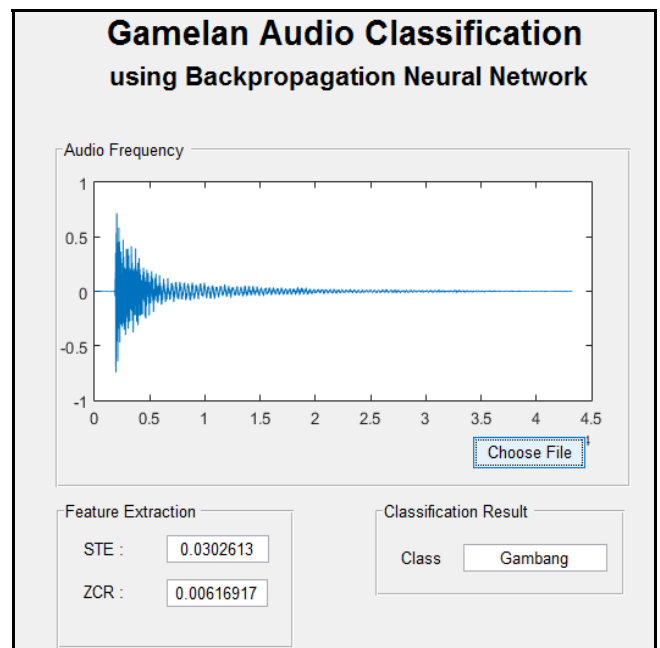 Gamelan Audio Classification
using Backpropagation Neural Network
Audio Frequency
1
0.5
0
-0.5
-1
0 0.5 1 1.5 2 2.5 3 3.5 4 4.5
4
Choose File
Feature Extraction
STE : 0.0302613
ZCR : 0.00616917
Classification Result
Class Gambang